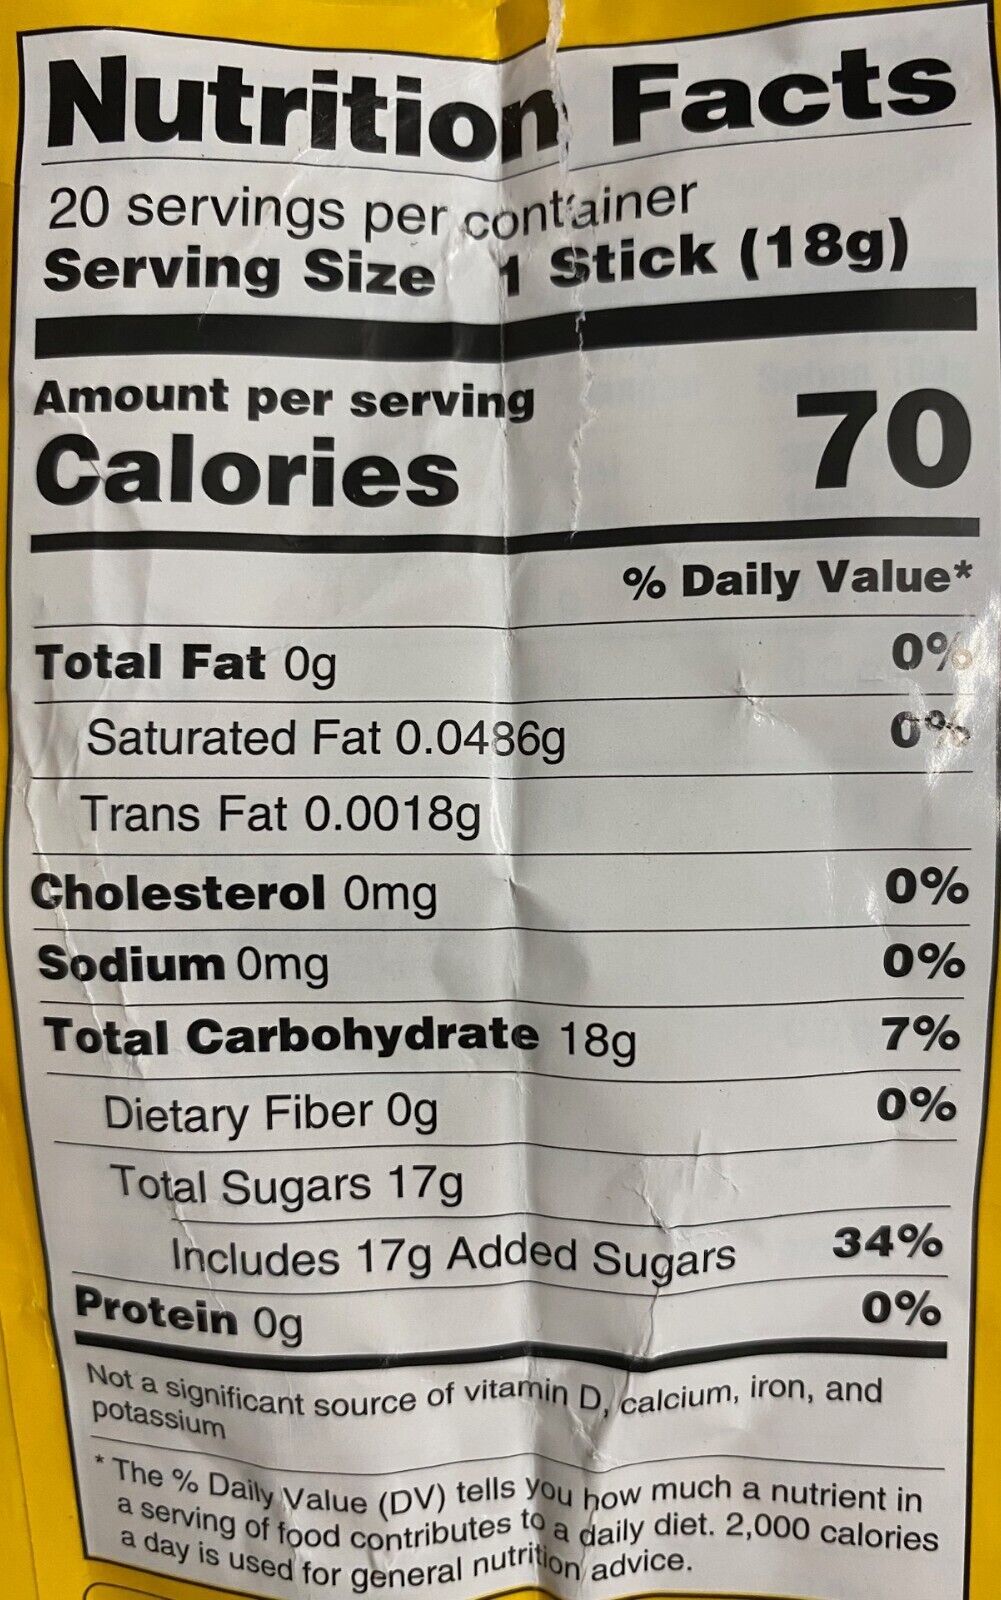 Nutrition Facts
20 servings per container
Serving Size 1 Stick (18g)
Amount per serving
Calories 70
% Daily Value*
Total Fat 0g 0%
Saturated Fat 0.0486g 0%
Trans Fat 0.0018g
Cholesterol 0mg 0%
Sodium 0mg 0%
Total Carbohydrate 18g 7%
Dietary Fiber 0g 0%
Total Sugars 17g
Includes 17g Added Sugars 34%
Protein 0g 0%
Not a significant source of vitamin D, calcium, iron, and
potassium
* The % Daily Value (DV) tells you how much a nutrient in
a serving of food contributes to a daily diet. 2,000 calories
a day is used for general nutrition advice.